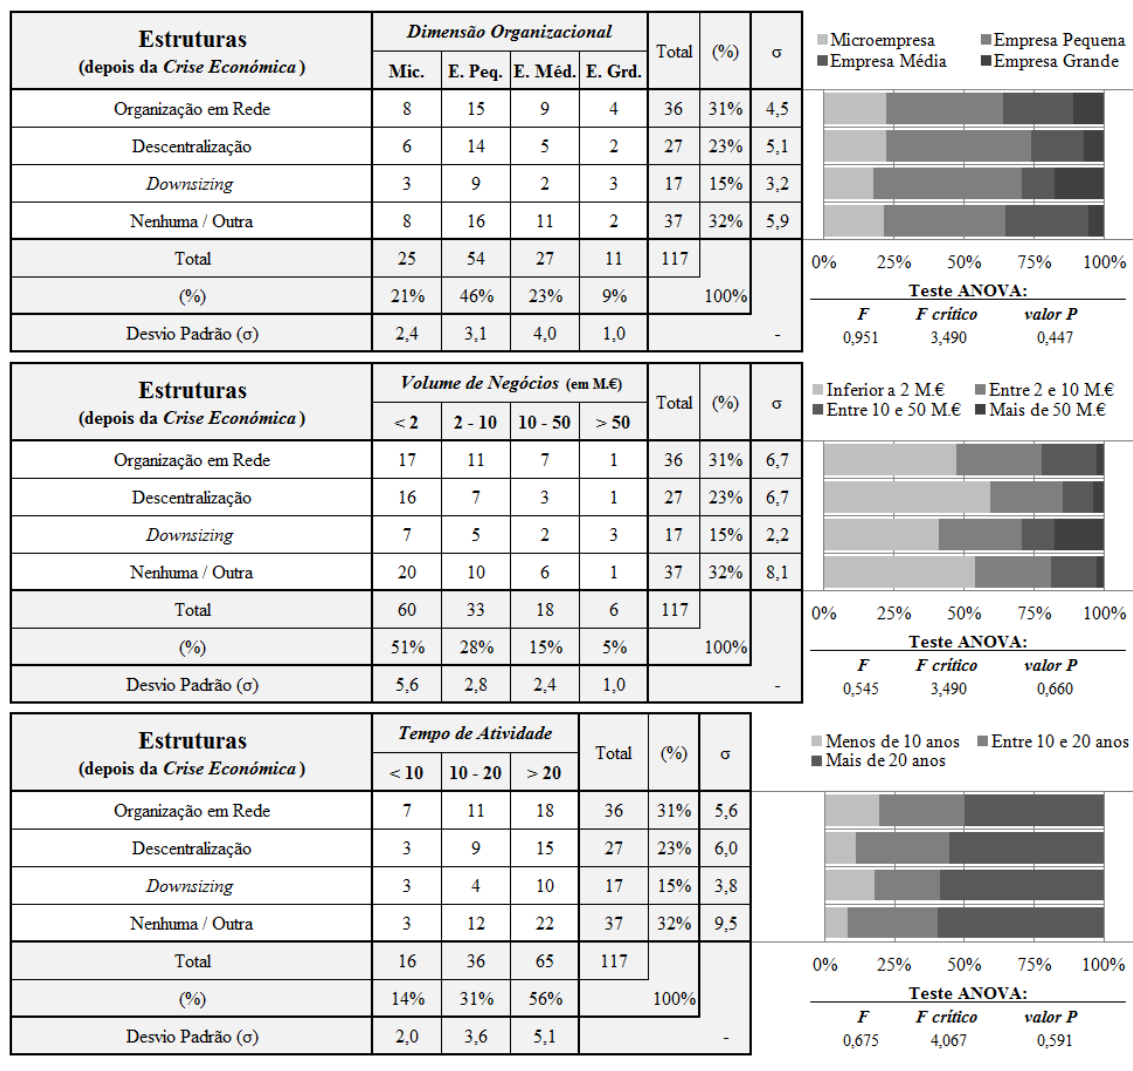 Estruturas
(depois da Crise Económica)
Dimensão Organizacional
Total (%) σ
Mic. E. Peq. E. Méd. E. Grd.
Organização em Rede 8 15 9 4 36 31% 4,5
Descentralização 6 14 5 2 27 23% 5,1
Downsizing 3 9 2 3 17 15% 3,2
Nenhuma / Outra 8 16 11 2 37 32% 5,9
Total 25 54 27 11 117
(%) 21% 46% 23% 9% 100%
Desvio Padrão (σ) 2,4 3,1 4,0 1,0 -
Microempresa Empresa Pequena
Empresa Média Empresa Grande
0% 25% 50% 75% 100%
Teste ANOVA:
F F crítico valor P
0,951 3,490 0,447
Estruturas
(depois da Crise Económica)
Volume de Negócios (em M.€)
Total (%) σ
< 2 2 - 10 10 - 50 > 50
Organização em Rede 17 11 7 1 36 31% 6,7
Descentralização 16 7 3 1 27 23% 6,7
Downsizing 7 5 2 3 17 15% 2,2
Nenhuma / Outra 20 10 6 1 37 32% 8,1
Total 60 33 18 6 117
(%) 51% 28% 15% 5% 100%
Desvio Padrão (σ) 5,6 2,8 2,4 1,0 -
Inferior a 2 M.€ Entre 2 e 10 M.€
Entre 10 e 50 M.€ Mais de 50 M.€
0% 25% 50% 75% 100%
Teste ANOVA:
F F crítico valor P
0,545 3,490 0,660
Estruturas
(depois da Crise Económica)
Tempo de Atividade
Total (%) σ
< 10 10 - 20 > 20
Organização em Rede 7 11 18 36 31% 5,6
Descentralização 3 9 15 27 23% 6,0
Downsizing 3 4 10 17 15% 3,8
Nenhuma / Outra 3 12 22 37 32% 9,5
Total 16 36 65 117
(%) 14% 31% 56% 100%
Desvio Padrão (σ) 2,0 3,6 5,1 -
Menos de 10 anos Entre 10 e 20 anos
Mais de 20 anos
0% 25% 50% 75% 100%
Teste ANOVA:
F F crítico valor P
0,675 4,067 0,591